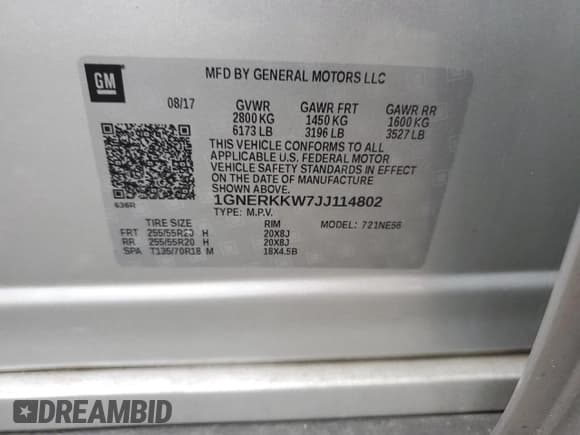 GM
MFD BY GENERAL MOTORS LLC
08/17 GVWR GAWR FRT GAWR RR
2800 KG 1450 KG 1600 KG
6173 LB 3196 LB 3527 LB
THIS VEHICLE CONFORMS TO ALL
APPLICABLE U.S. FEDERAL MOTOR
VEHICLE SAFETY STANDARDS IN EFFECT
ON THE DATE OF MANUFACTURE
SHOWN ABOVE.
636R 1GNERKKW7JJ114802
TYPE: M.P.V.
TIRE SIZE RIM MODEL: 721NE56
FRT 255/55R20 H 20X8J
RR 255/55R20 H 20X8J
SPA T135/70R18 M 18X4.5B
DREAMBID